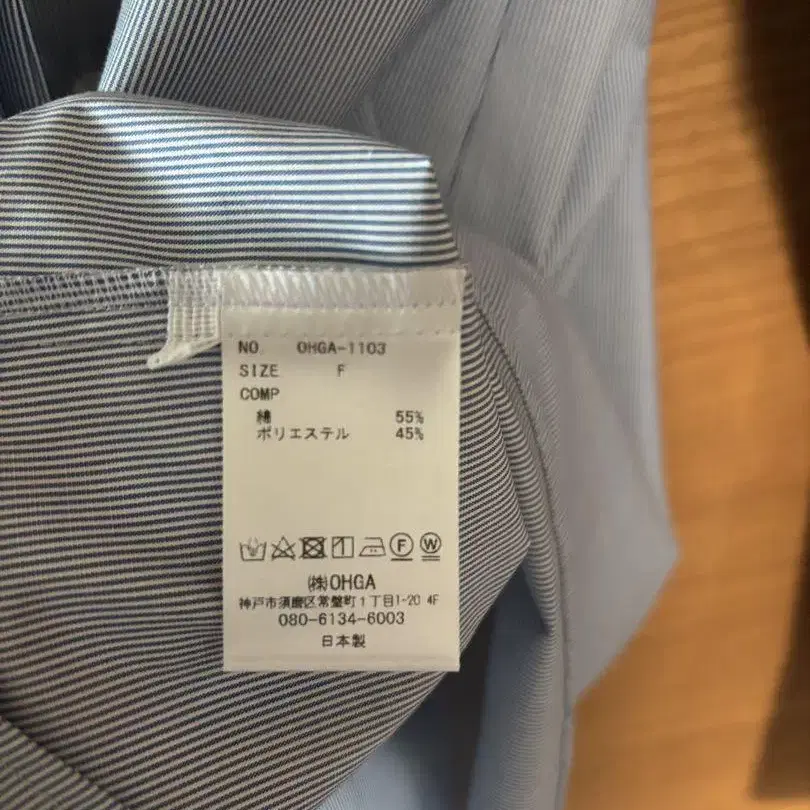 NO. OHGA-1103
SIZE F
COMP
綿 55%
ポリエステル 45%
F W
㈱OHGA
神戸市須磨区常盤町1丁目1-20 4F
080-6134-6003
日本製